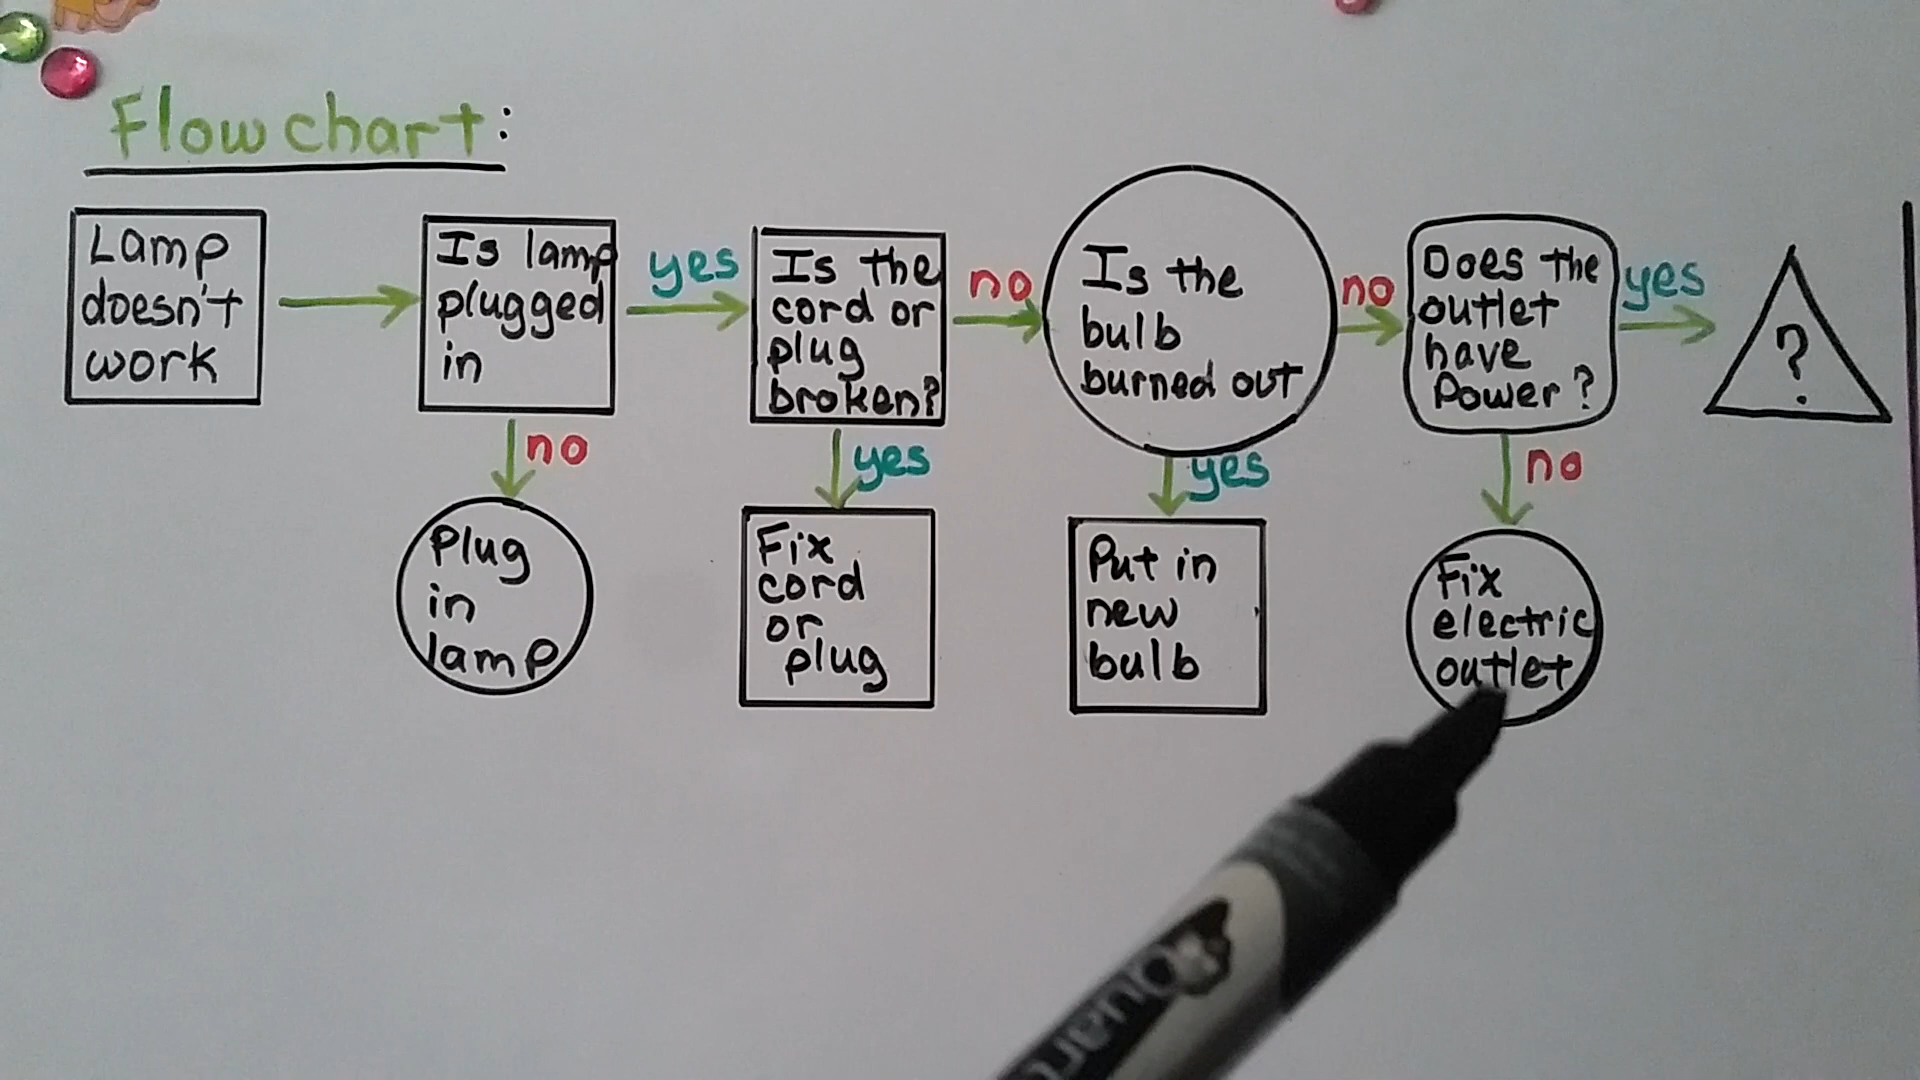 Flow chart:
Lamp
doesn't
work
Is lamp
plugged
in
yes
Is the
cord or
plug
broken?
no
Is the
bulb
burned out
no
Does the
outlet
have
Power?
yes
?
no
Plug
in
lamp
yes
Fix
cord
or
plug
yes
Put in
new
bulb
no
Fix
electric
outlet